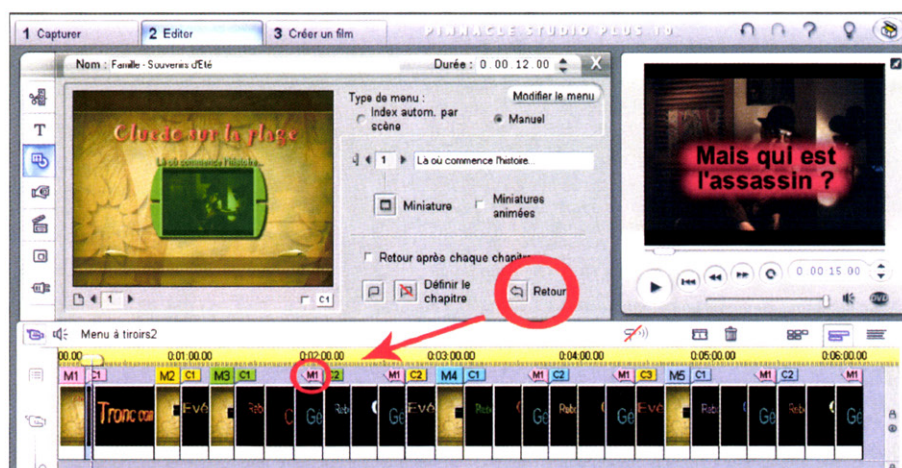 1 Capturer
2 Editer
3 Créer un film
PINNACLE STUDIO PLUS 10
Nom : Famille - Souvenirs d'Eté
Durée : 0:00:12.00
X
T
Cluedo sur la plage
Là où commence l'histoire...
1
C1
Type de menu :
Modifier le menu
Index autom. par scène
Manuel
1
Là où commence l'histoire...
Miniature
Miniatures animées
Retour après chaque chapitre
Définir le chapitre
Retour
Mais qui est
l'assassin ?
0:00:15.00
DVD
Menu à tiroirs2
00.00
0:01:00.00
0:02:00.00
0:03:00.00
0:04:00.00
0:05:00.00
0:06:00.00
M1 C1 M2 C1 M3 C1 M1 C2 M1 C2 M4 C1 M1 C2 M1 C3 M5 C1 M1 C2 M1